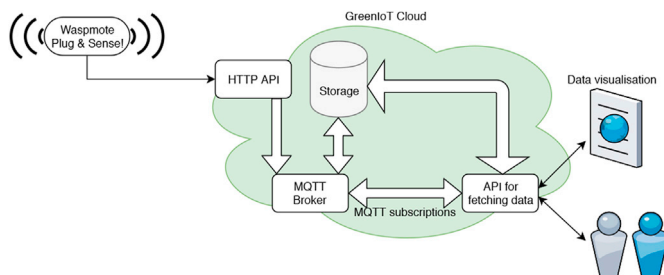 GreenIoT Cloud
Waspmote
Plug & Sense!
HTTP API
Storage
Data visualisation
MQTT
Broker
MQTT subscriptions
API for
fetching data